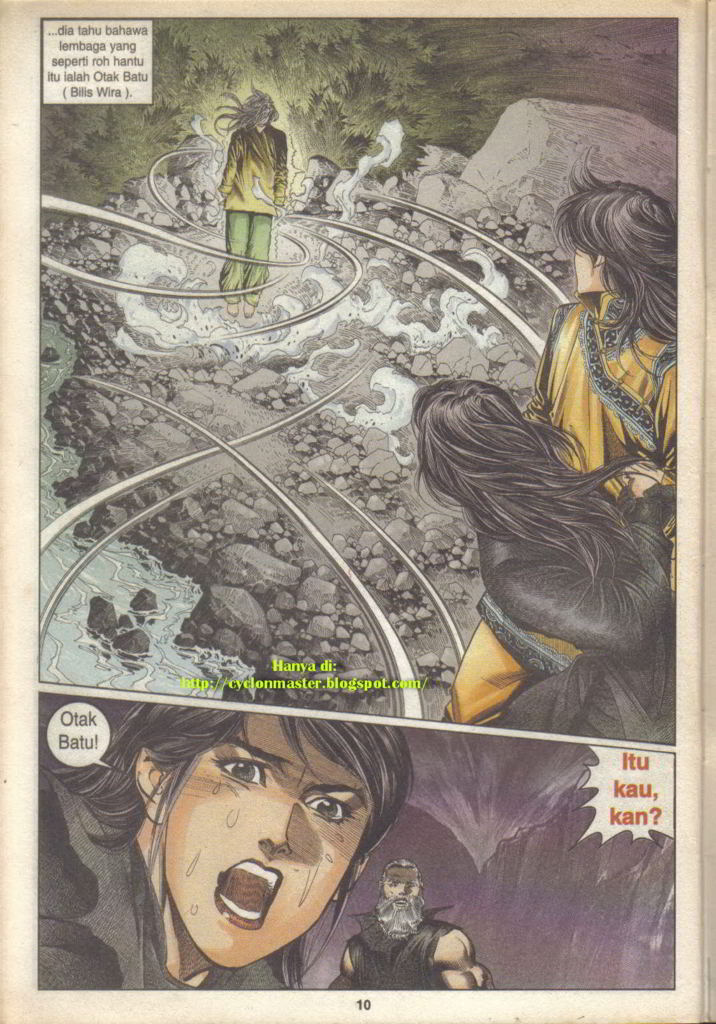 ...dia tahu bahawa
lembaga yang
seperti roh hantu
itu ialah Otak Batu
( Bilis Wira ).
Hanya di:
http://cyclonmaster.blogspot.com/
Otak
Batu!
Itu
kau,
kan?
10